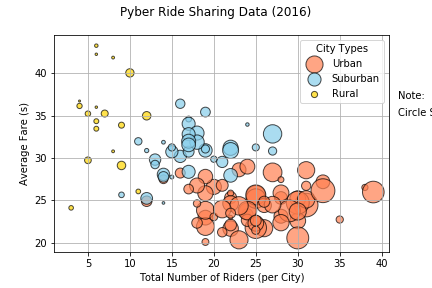 Pyber Ride Sharing Data (2016)
City Types
Urban
Suburban
Rural
Note:
Circle S
Average Fare ($)
40
35
30
25
20
5 10 15 20 25 30 35 40
Total Number of Riders (per City)